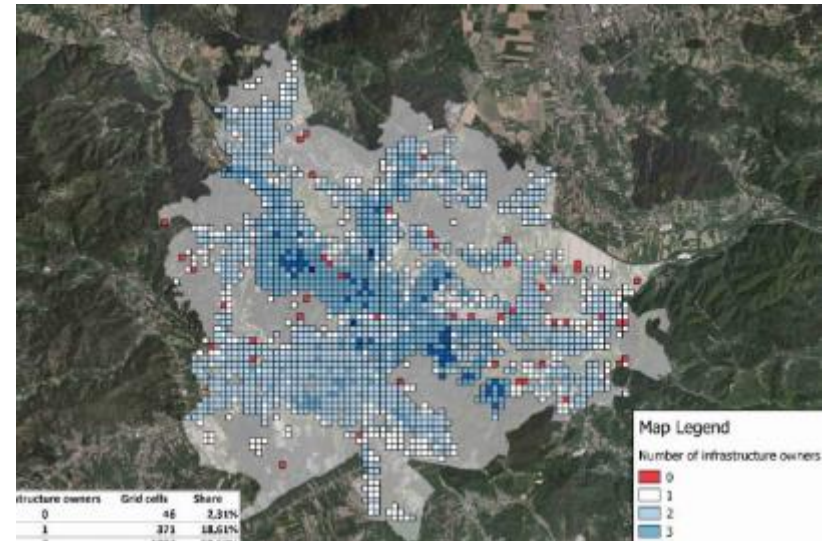 Map Legend
Number of infrastructure owners
0
1
2
3
structure owners Grid cells Share
0 46 2,31%
1 371 18,61%